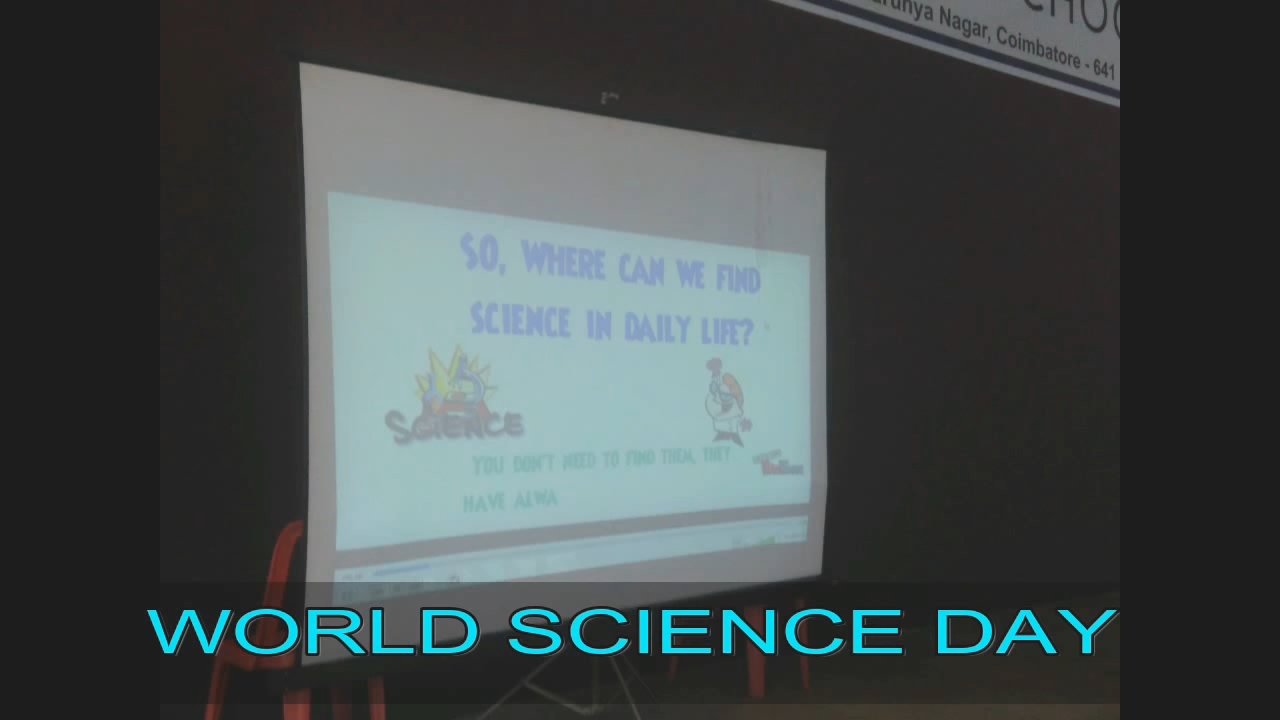 Nagar, Coimbatore - 641
SO, WHERE CAN WE FIND
SCIENCE IN DAILY LIFE?
SCIENCE
YOU DON'T NEED TO FIND THEM, THEY
HAVE ALWA
WORLD SCIENCE DAY